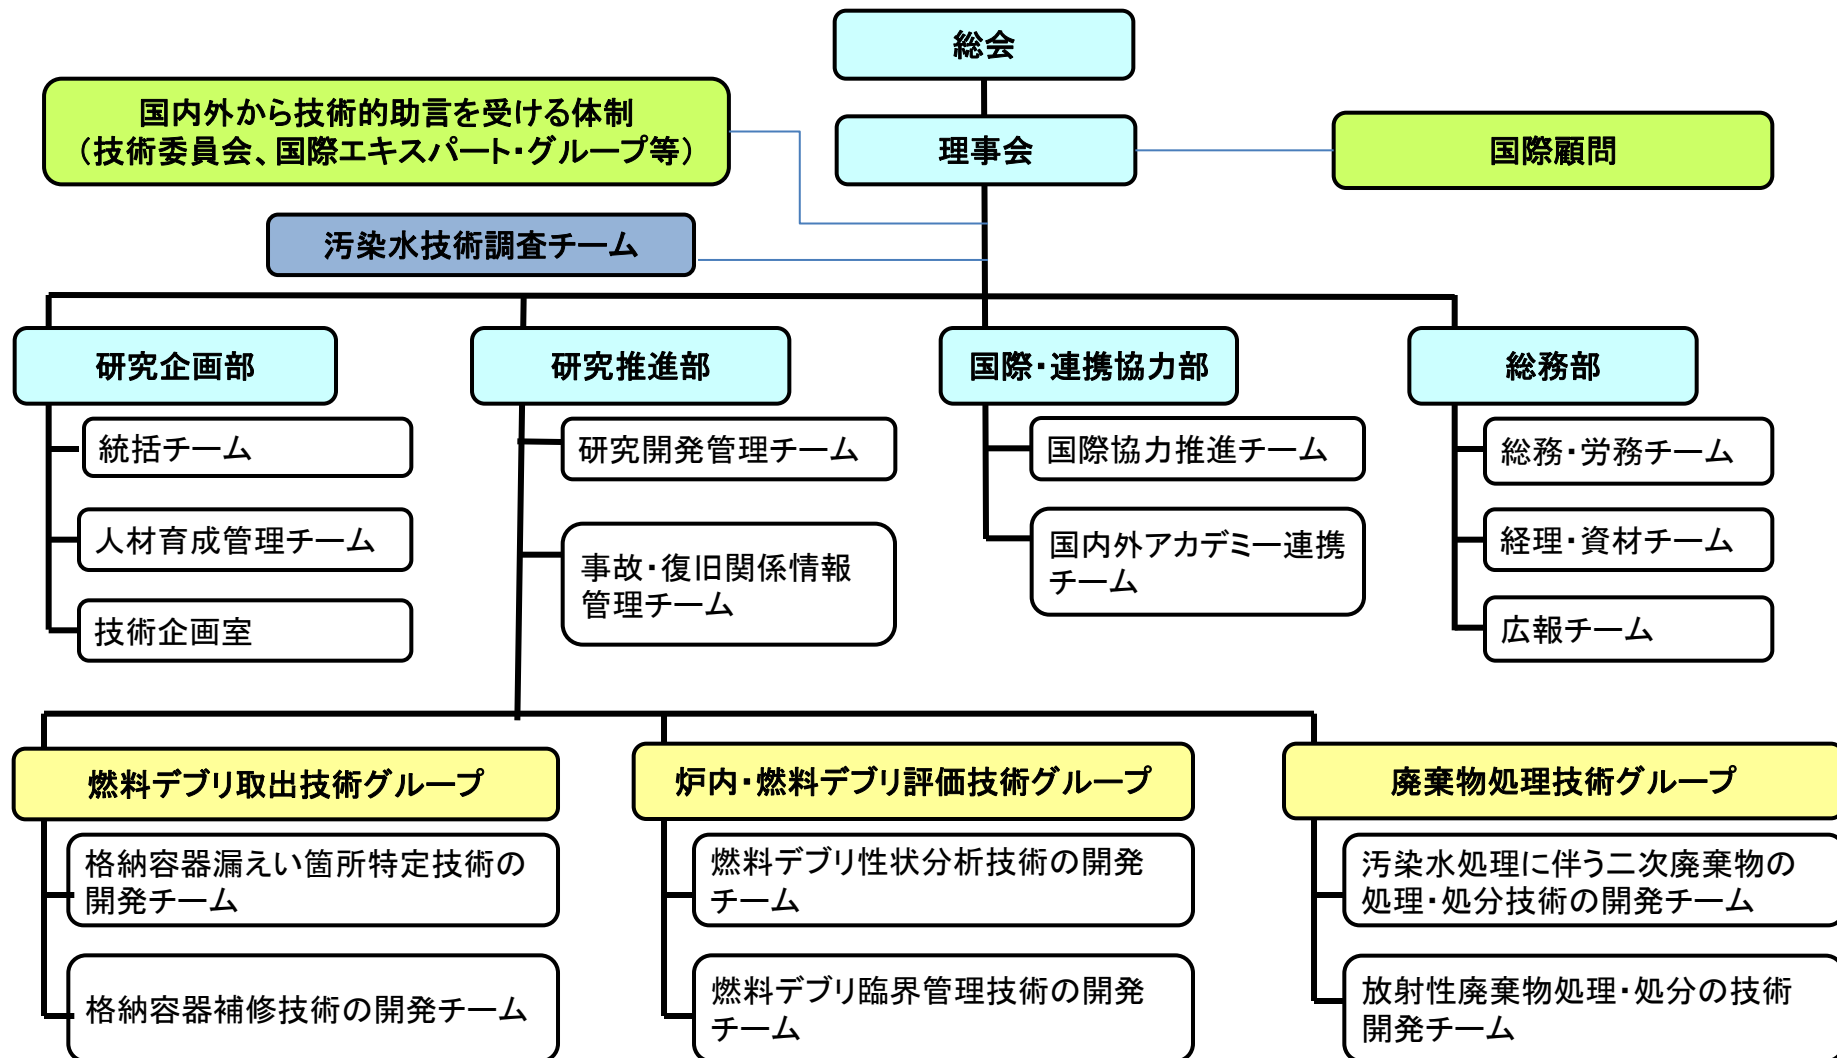 総会
国内外から技術的助言を受ける体制
（技術委員会、国際エキスパート・グループ等）
理事会
国際顧問
汚染水技術調査チーム
研究企画部
研究推進部
国際・連携協力部
総務部
統括チーム
人材育成管理チーム
技術企画室
研究開発管理チーム
事故・復旧関係情報
管理チーム
国際協力推進チーム
国内外アカデミー連携
チーム
総務・労務チーム
経理・資材チーム
広報チーム
燃料デブリ取出技術グループ
炉内・燃料デブリ評価技術グループ
廃棄物処理技術グループ
格納容器漏えい箇所特定技術の
開発チーム
格納容器補修技術の開発チーム
燃料デブリ性状分析技術の開発
チーム
燃料デブリ臨界管理技術の開発
チーム
汚染水処理に伴う二次廃棄物の
処理・処分技術の開発チーム
放射性廃棄物処理・処分の技術
開発チーム